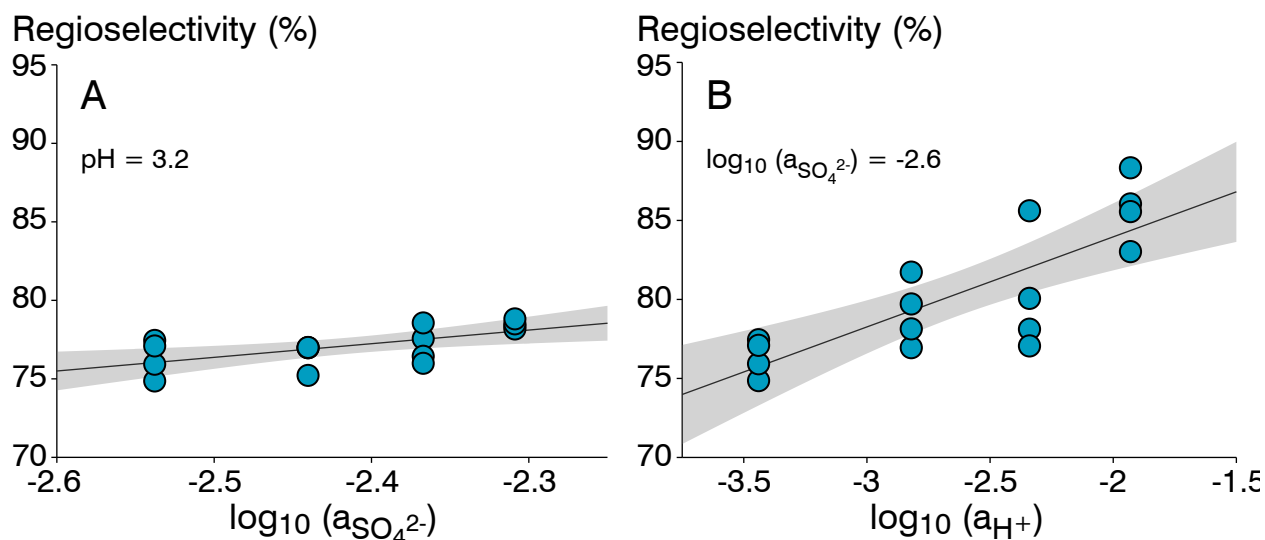 Regioselectivity (%)
95
90
85
80
75
70
A
pH = 3.2
-2.6 -2.5 -2.4 -2.3
log10 (aSO42-)
Regioselectivity (%)
95
90
85
80
75
70
B
log10 (aSO42-) = -2.6
-3.5 -3 -2.5 -2 -1.5
log10 (aH+)